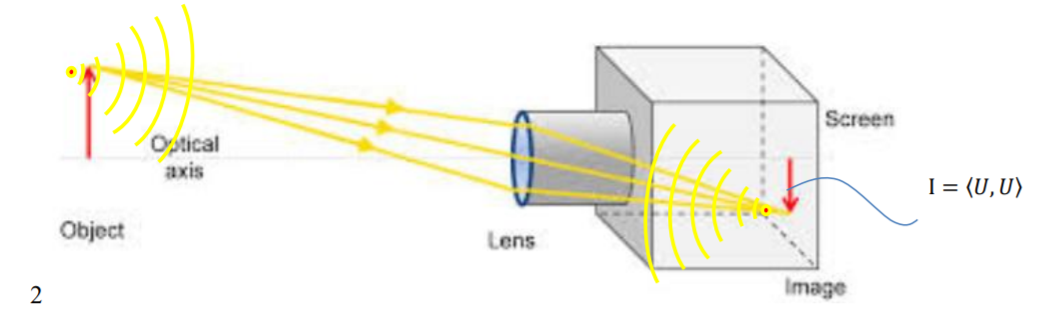 Screen
Optical
axis
I = ⟨U, U⟩
Object
Lens
Image
2